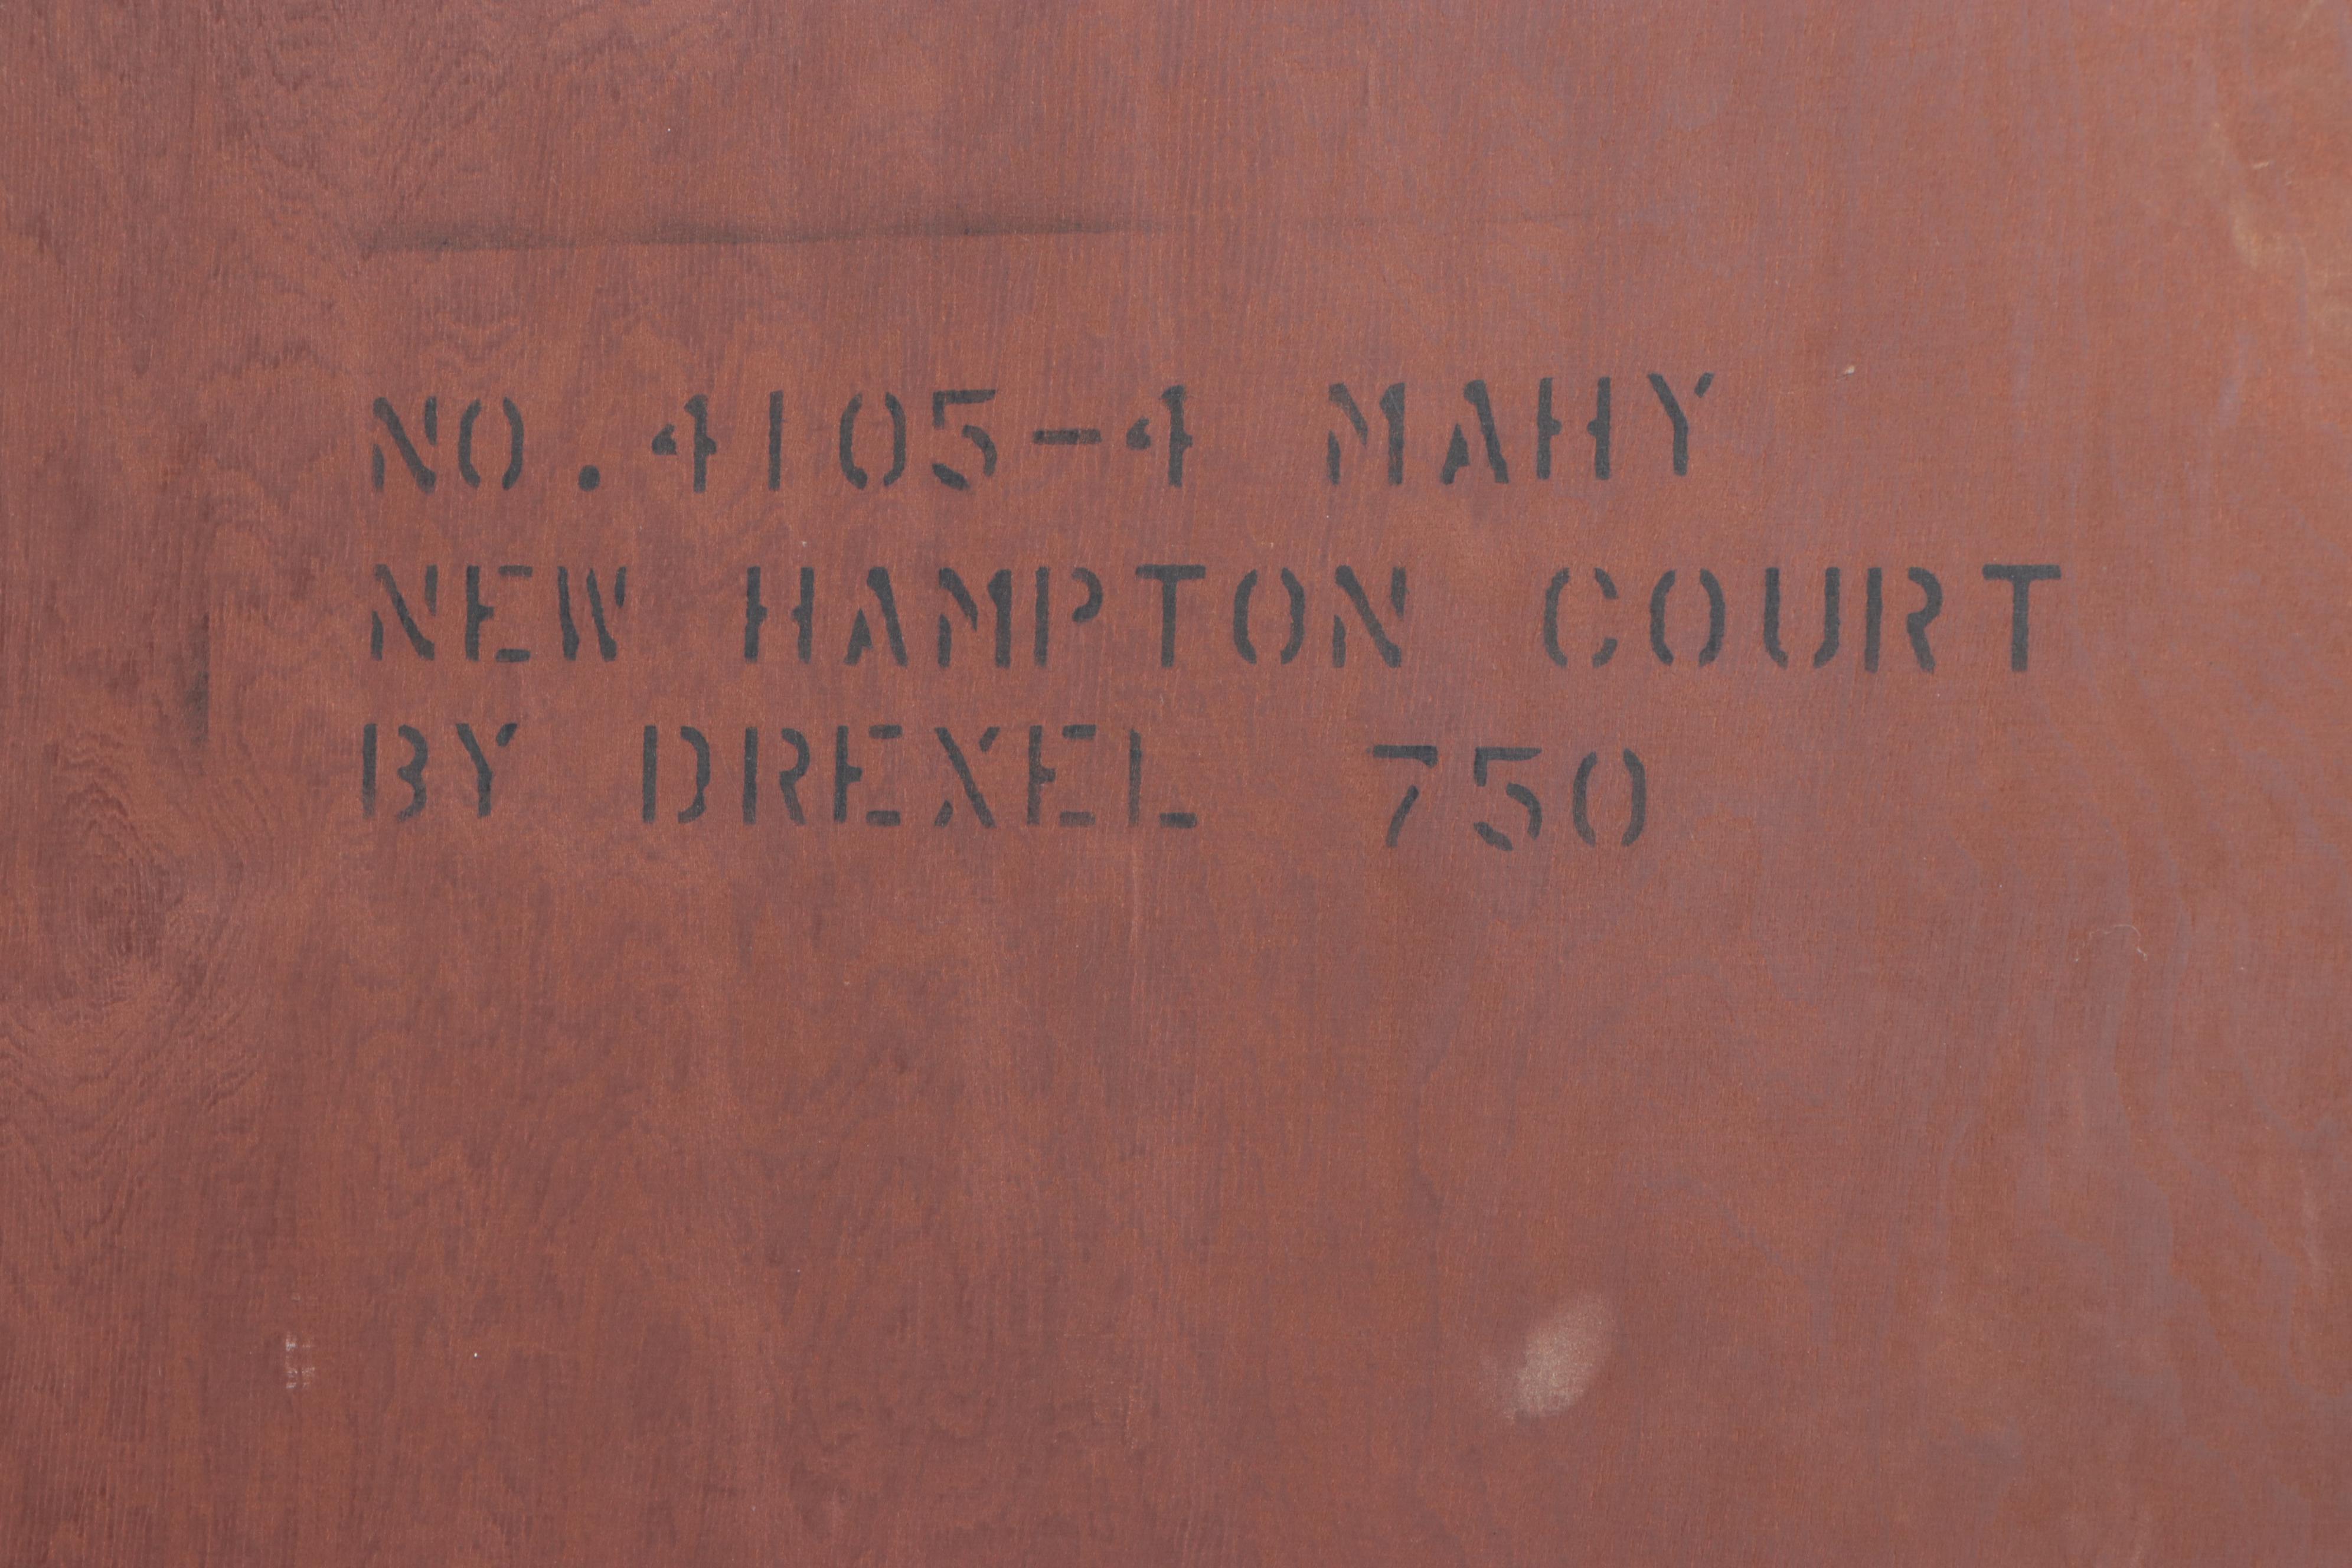 NO.4105-4 MAHY
NEW HAMPTON COURT
BY DREXEL 750